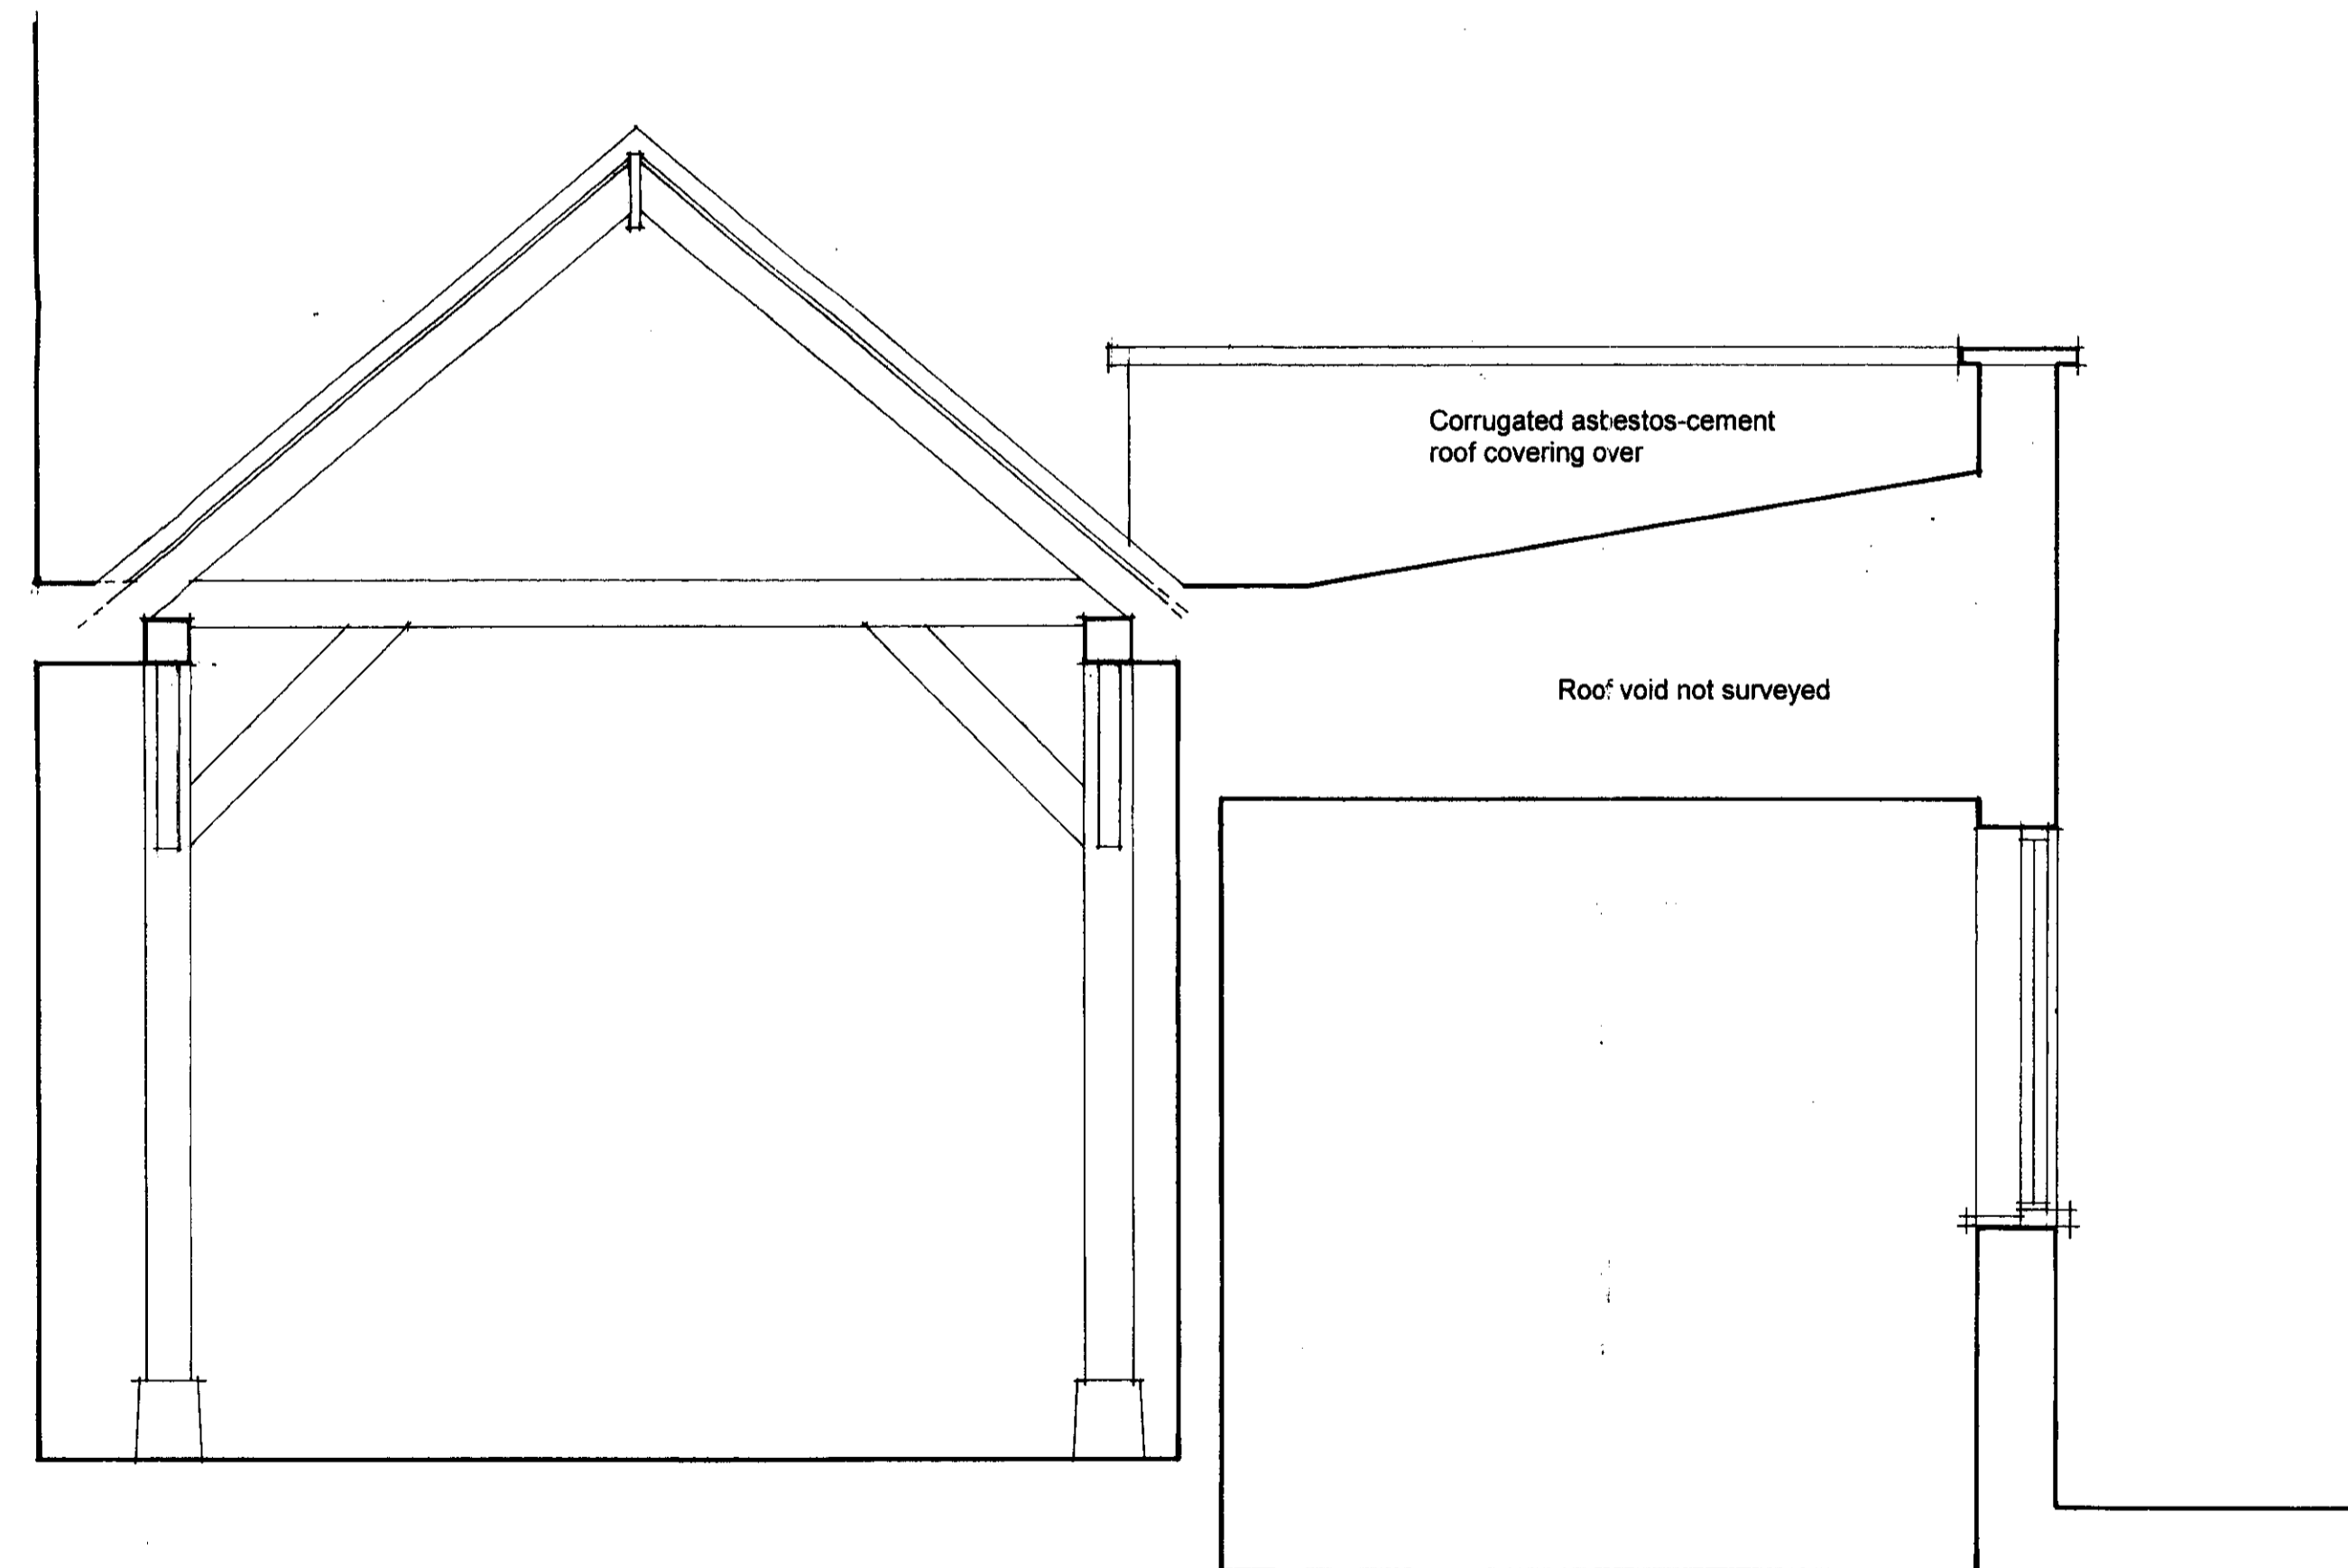 Corrugated asbestos-cement
roof covering over
Roof void not surveyed